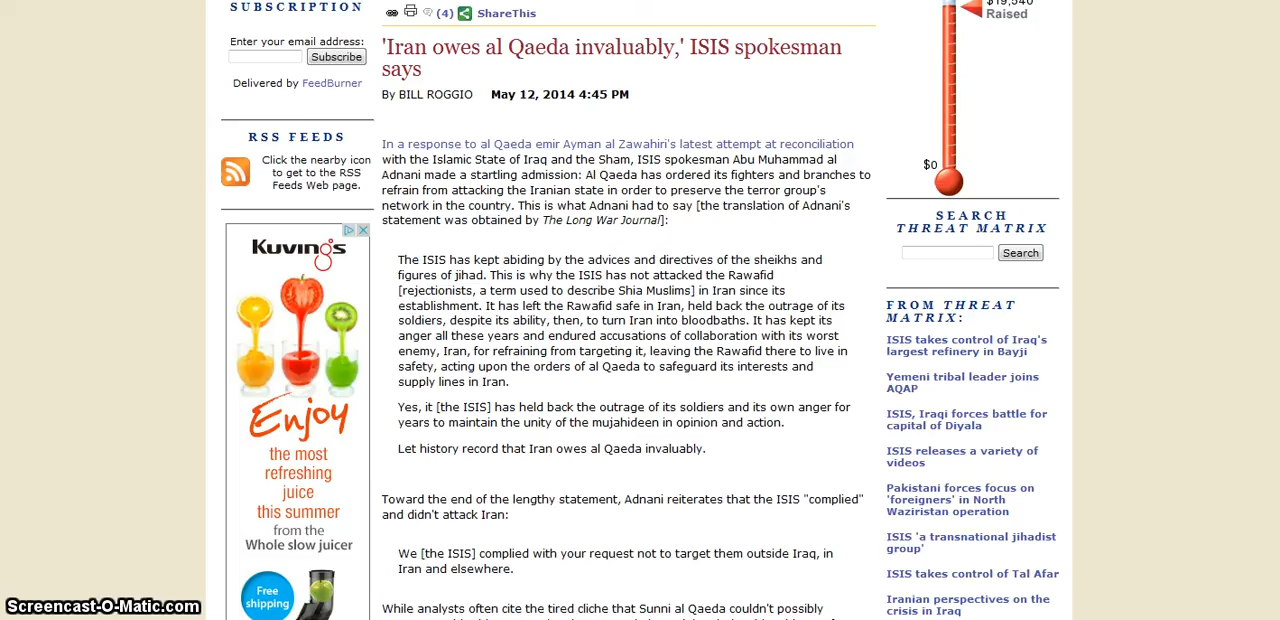 SUBSCRIPTION
Enter your email address:
Subscribe
Delivered by FeedBurner
RSS FEEDS
Click the nearby icon
to get to the RSS
Feeds Web page.
Kuvings
Enjoy
the most
refreshing
juice
this summer
from the
Whole slow juicer
Free
shipping
(4) ShareThis
'Iran owes al Qaeda invaluably,' ISIS spokesman
says
By BILL ROGGIO May 12, 2014 4:45 PM
In a response to al Qaeda emir Ayman al Zawahiri's latest attempt at reconciliation
with the Islamic State of Iraq and the Sham, ISIS spokesman Abu Muhammad al
Adnani made a startling admission: Al Qaeda has ordered its fighters and branches to
refrain from attacking the Iranian state in order to preserve the terror group's
network in the country. This is what Adnani had to say [the translation of Adnani's
statement was obtained by The Long War Journal]:
The ISIS has kept abiding by the advices and directives of the sheikhs and
figures of jihad. This is why the ISIS has not attacked the Rawafid
[rejectionists, a term used to describe Shia Muslims] in Iran since its
establishment. It has left the Rawafid safe in Iran, held back the outrage of its
soldiers, despite its ability, then, to turn Iran into bloodbaths. It has kept its
anger all these years and endured accusations of collaboration with its worst
enemy, Iran, for refraining from targeting it, leaving the Rawafid there to live in
safety, acting upon the orders of al Qaeda to safeguard its interests and
supply lines in Iran.
Yes, it [the ISIS] has held back the outrage of its soldiers and its own anger for
years to maintain the unity of the mujahideen in opinion and action.
Let history record that Iran owes al Qaeda invaluably.
Toward the end of the lengthy statement, Adnani reiterates that the ISIS "complied"
and didn't attack Iran:
We [the ISIS] complied with your request not to target them outside Iraq, in
Iran and elsewhere.
While analysts often cite the tired cliche that Sunni al Qaeda couldn't possibly
$19,540
Raised
$0
SEARCH
THREAT MATRIX
Search
FROM THREAT
MATRIX:
ISIS takes control of Iraq's
largest refinery in Bayji
Yemeni tribal leader joins
AQAP
ISIS, Iraqi forces battle for
capital of Diyala
ISIS releases a variety of
videos
Pakistani forces focus on
'foreigners' in North
Waziristan operation
ISIS 'a transnational jihadist
group'
ISIS takes control of Tal Afar
Iranian perspectives on the
crisis in Iraq
Screencast-O-Matic.com